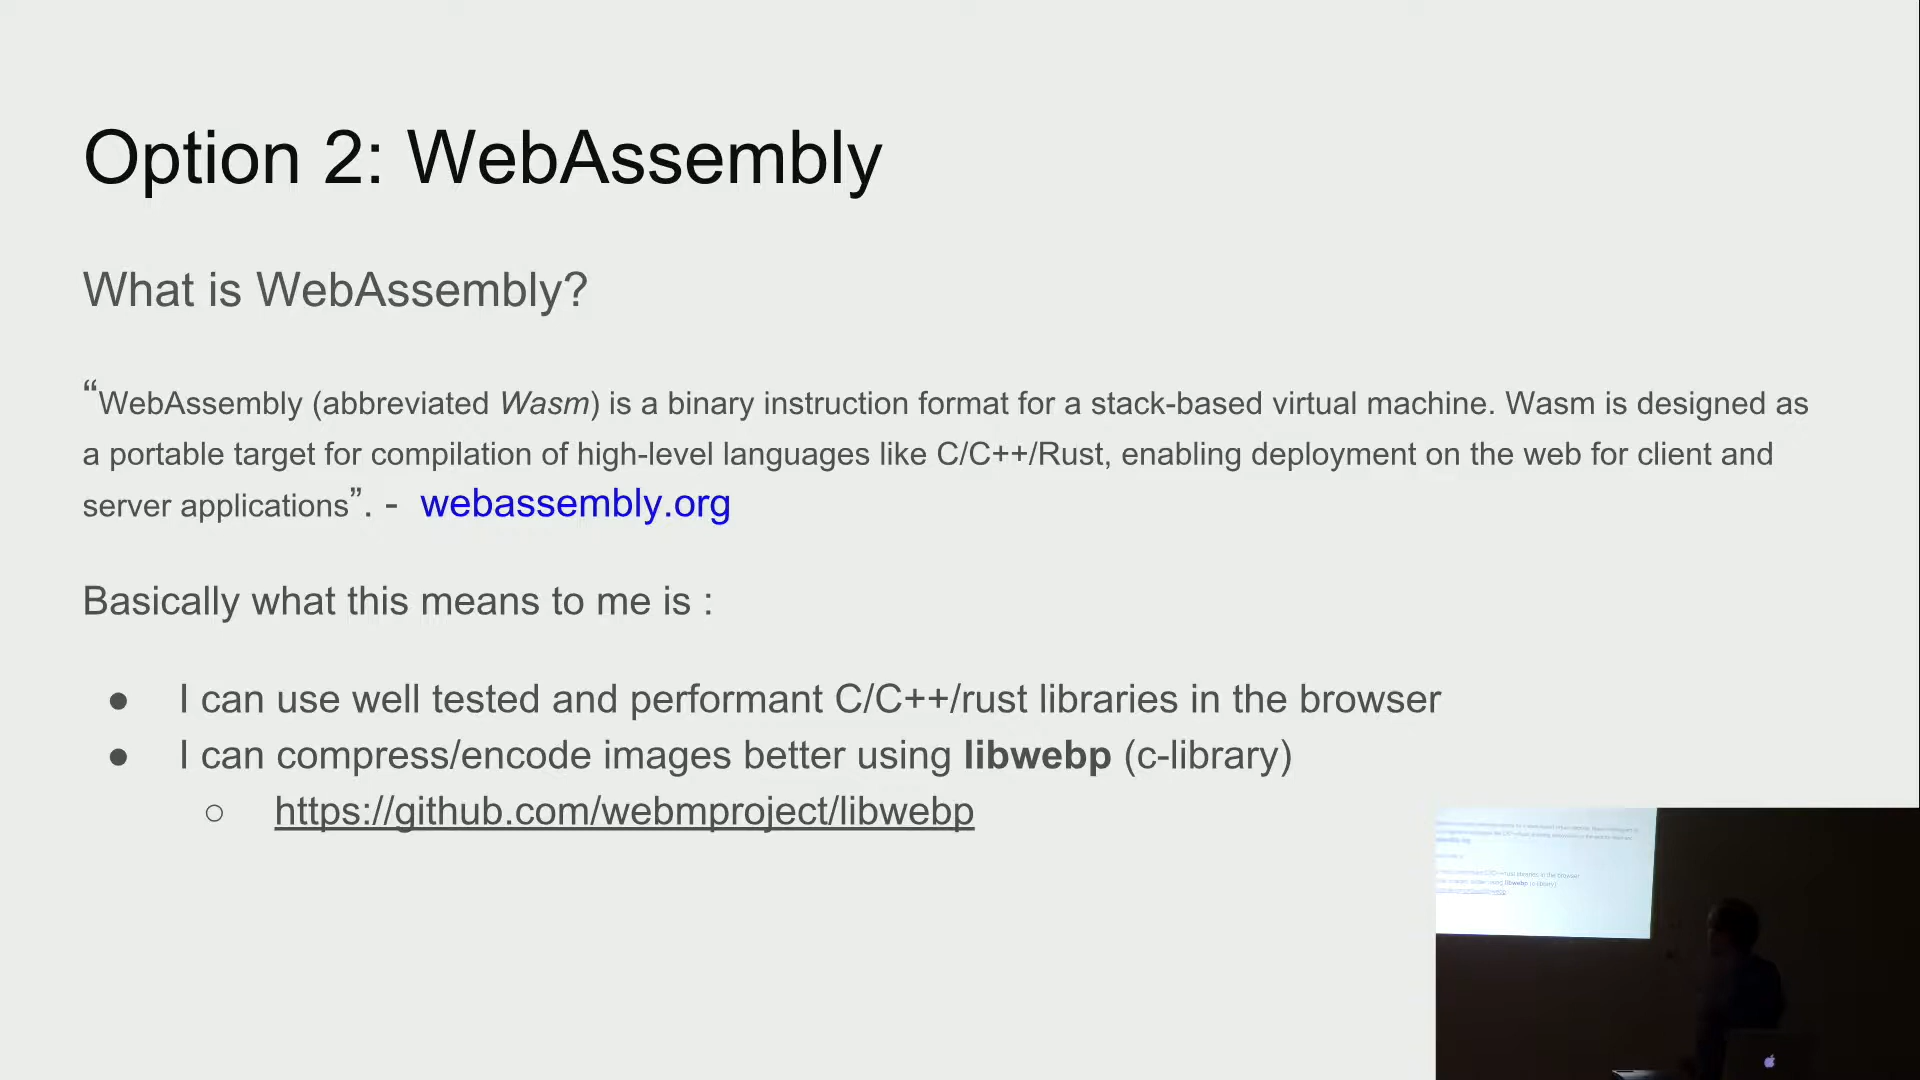 Option 2: WebAssembly
What is WebAssembly?
“WebAssembly (abbreviated Wasm) is a binary instruction format for a stack-based virtual machine. Wasm is designed as
a portable target for compilation of high-level languages like C/C++/Rust, enabling deployment on the web for client and
server applications”. - webassembly.org
Basically what this means to me is :
● I can use well tested and performant C/C++/rust libraries in the browser
● I can compress/encode images better using libwebp (c-library)
○ https://github.com/webmproject/libwebp